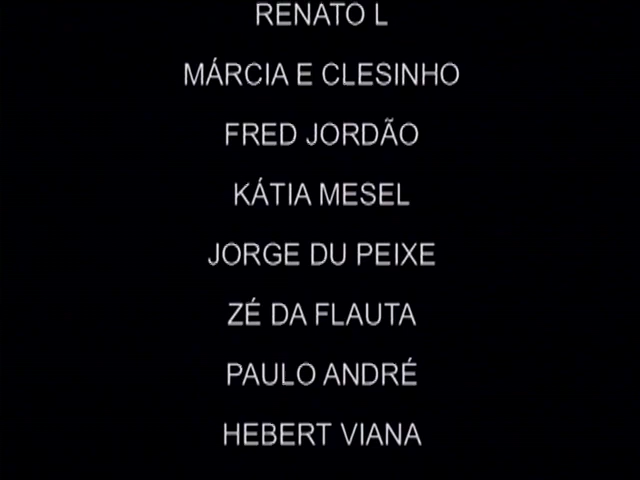 RENATO L
MÁRCIA E CLESINHO
FRED JORDÃO
KÁTIA MESEL
JORGE DU PEIXE
ZÉ DA FLAUTA
PAULO ANDRÉ
HEBERT VIANA